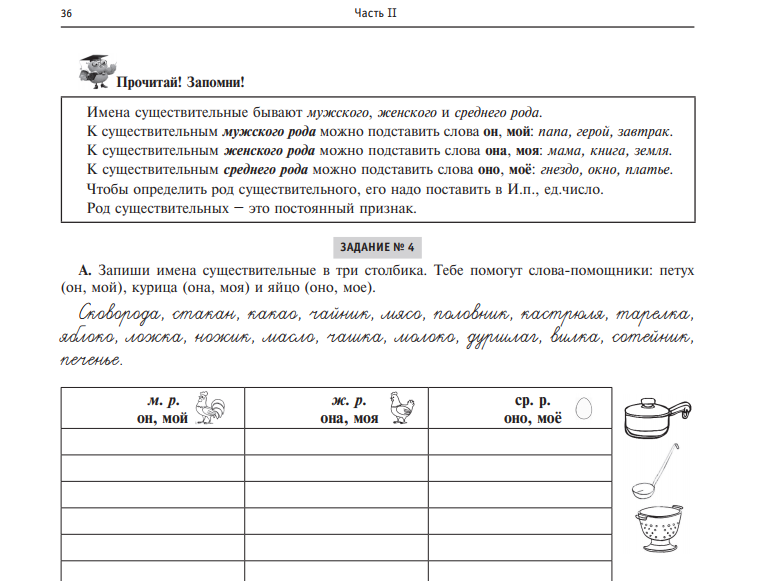 36
Часть II
Прочитай! Запомни!
Имена существительные бывают мужского, женского и среднего рода.
К существительным мужского рода можно подставить слова он, мой: папа, герой, завтрак.
К существительным женского рода можно подставить слова она, моя: мама, книга, земля.
К существительным среднего рода можно подставить слова оно, моё: гнездо, окно, платье.
Чтобы определить род существительного, его надо поставить в И.п., ед.число.
Род существительных — это постоянный признак.
ЗАДАНИЕ № 4
А. Запиши имена существительные в три столбика. Тебе помогут слова-помощники: петух
(он, мой), курица (она, моя) и яйцо (оно, мое).
Сковорода, стакан, какао, чайник, мясо, половник, кастрюля, тарелка,
яблоко, ложка, ножик, масло, чашка, молоко, дуршлаг, вилка, сотейник,
печенье.
м. р.
он, мой
ж. р.
она, моя
ср. р.
оно, моё